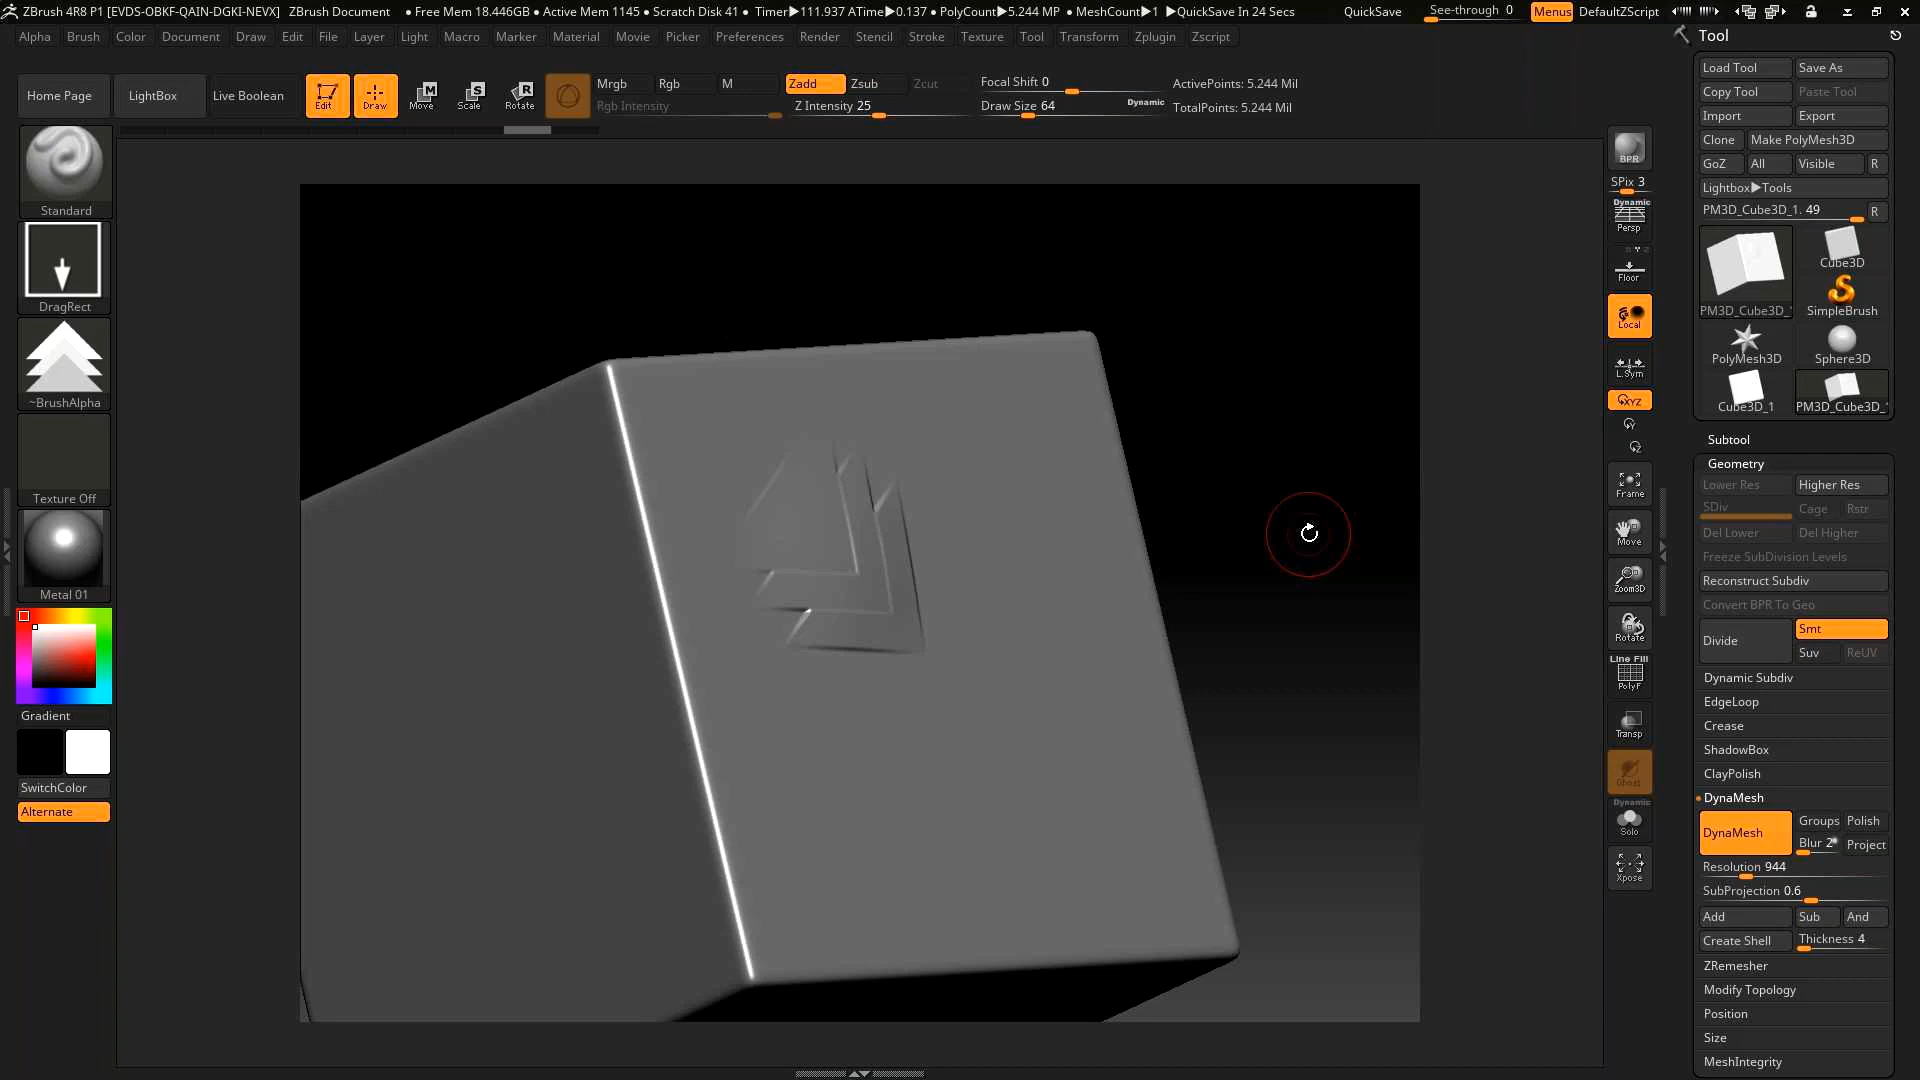 ZBrush 4R8 P1 [EVDS-OBKF-QAIN-DGKI-NEVX] ZBrush Document • Free Mem 18.446GB • Active Mem 1145 • Scratch Disk 41 • Timer▶111.937 ATime▶0.137 • PolyCount▶5.244 MP • MeshCount▶1 ▶QuickSave In 24 Secs QuickSave See-through 0 Menus DefaultZScript
Alpha Brush Color Document Draw Edit File Layer Light Macro Marker Material Movie Picker Preferences Render Stencil Stroke Texture Tool Transform Zplugin Zscript
Home Page LightBox Live Boolean Edit Draw Move Scale Rotate
Mrgb Rgb M Zadd Zsub Zcut Focal Shift 0 ActivePoints: 5.244 Mil
Rgb Intensity Z Intensity 25 Draw Size 64 Dynamic TotalPoints: 5.244 Mil
Standard
DragRect
~BrushAlpha
Texture Off
Metal 01
Gradient
SwitchColor
Alternate
BPR
SPix 3
Dynamic
Persp
Floor
Local
L.Sym
XYZ
Frame
Move
Zoom3D
Rotate
Line Fill
PolyF
Transp
Ghost
Dynamic
Solo
Xpose
Tool
Load Tool Save As
Copy Tool Paste Tool
Import Export
Clone Make PolyMesh3D
GoZ All Visible R
Lightbox▶Tools
PM3D_Cube3D_1. 49 R
Cube3D
PM3D_Cube3D_ SimpleBrush
PolyMesh3D Sphere3D
Cube3D_1 PM3D_Cube3D_
Subtool
Geometry
Lower Res Higher Res
SDiv Cage Rstr
Del Lower Del Higher
Freeze SubDivision Levels
Reconstruct Subdiv
Convert BPR To Geo
Divide Smt
Suv ReUV
Dynamic Subdiv
EdgeLoop
Crease
ShadowBox
ClayPolish
DynaMesh
DynaMesh Groups Polish
Blur 2 Project
Resolution 944
SubProjection 0.6
Add Sub And
Create Shell Thickness 4
ZRemesher
Modify Topology
Position
Size
MeshIntegrity